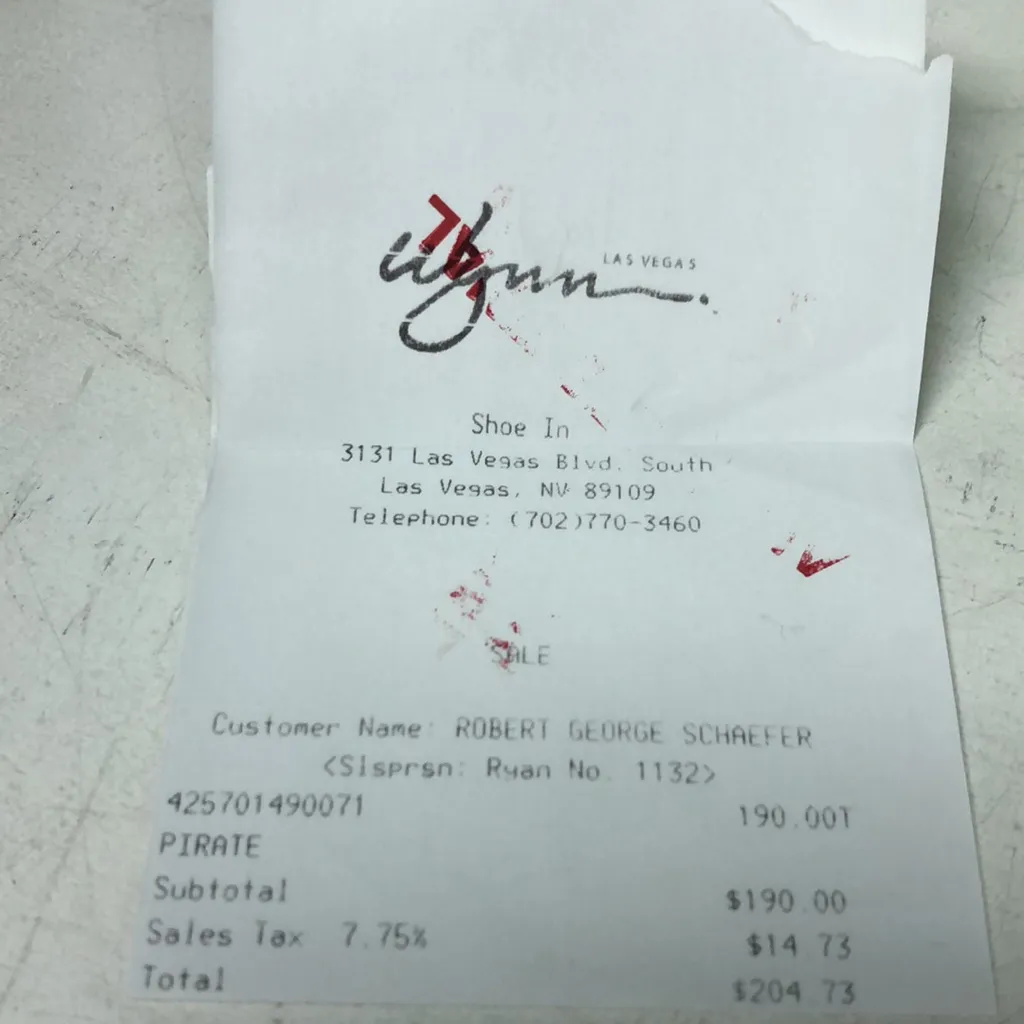 Wynn.
LAS VEGAS
Shoe In
3131 Las Vegas Blvd. South
Las Vegas, NV 89109
Telephone: (702)770-3460
SALE
Customer Name: ROBERT GEORGE SCHAEFER
<Slsprsn: Ryan No. 1132>
425701490071 190.00T
PIRATE
Subtotal $190.00
Sales Tax 7.75% $14.73
Total $204.73